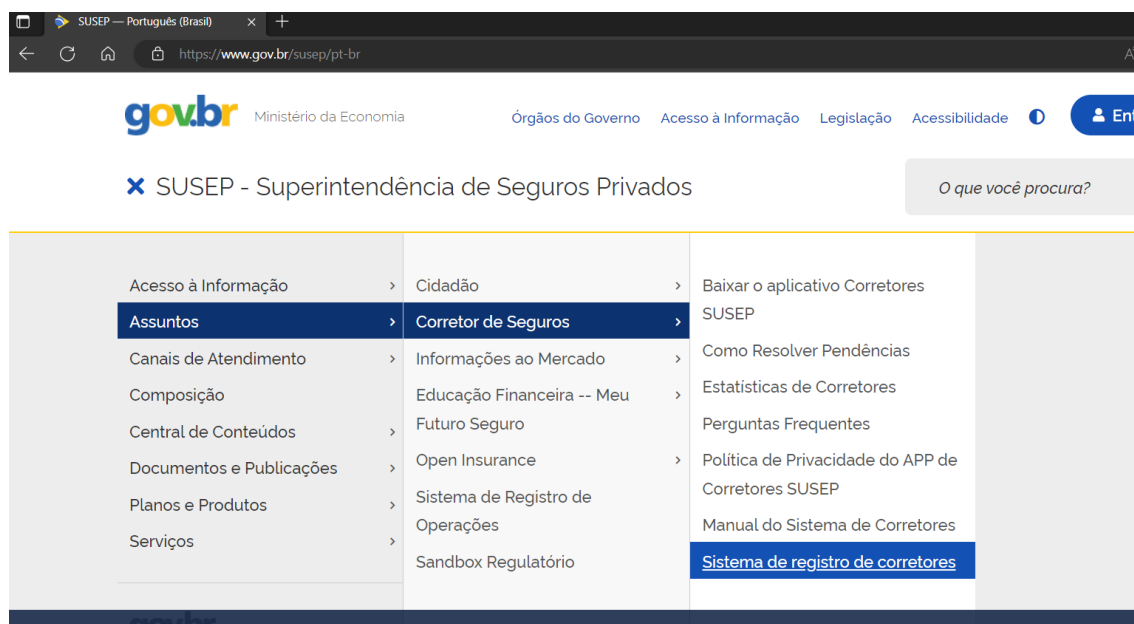 SUSEP — Português (Brasil)
https://www.gov.br/susep/pt-br
gov.br
Ministério da Economia
Órgãos do Governo
Acesso à Informação
Legislação
Acessibilidade
SUSEP - Superintendência de Seguros Privados
O que você procura?
Acesso à Informação
Assuntos
Canais de Atendimento
Composição
Central de Conteúdos
Documentos e Publicações
Planos e Produtos
Serviços
Cidadão
Corretor de Seguros
Informações ao Mercado
Educação Financeira -- Meu
Futuro Seguro
Open Insurance
Sistema de Registro de
Operações
Sandbox Regulatório
Baixar o aplicativo Corretores
SUSEP
Como Resolver Pendências
Estatísticas de Corretores
Perguntas Frequentes
Política de Privacidade do APP de
Corretores SUSEP
Manual do Sistema de Corretores
Sistema de registro de corretores